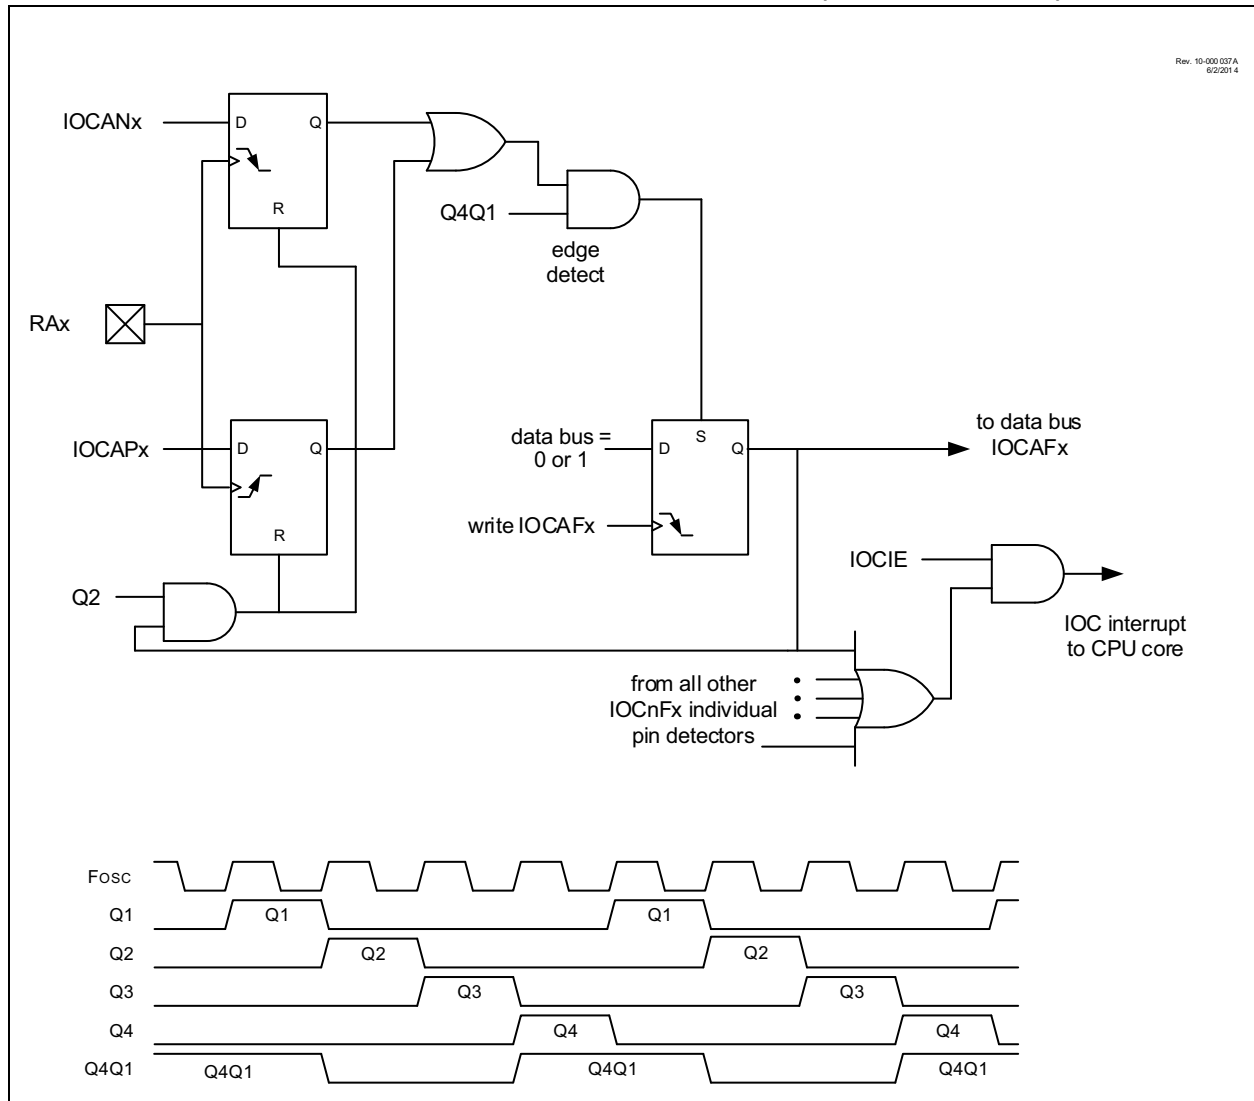 Rev. 10-000 037A
6/2/201 4
IOCANx
D
Q
R
Q4Q1
edge
detect
RAx
IOCAPx
D
Q
R
data bus =
0 or 1
D
S
Q
to data bus
IOCAFx
write IOCAFx
IOCIE
Q2
IOC interrupt
to CPU core
from all other
IOCnFx individual
pin detectors
FOSC
Q1
Q1
Q1
Q2
Q2
Q2
Q3
Q3
Q3
Q4
Q4
Q4
Q4Q1
Q4Q1
Q4Q1
Q4Q1